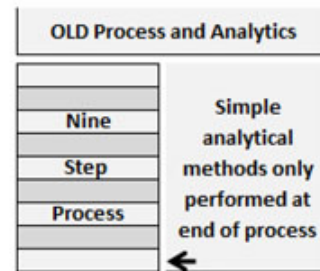 OLD Process and Analytics
Nine
Step
Process
Simple
analytical
methods only
performed at
end of process